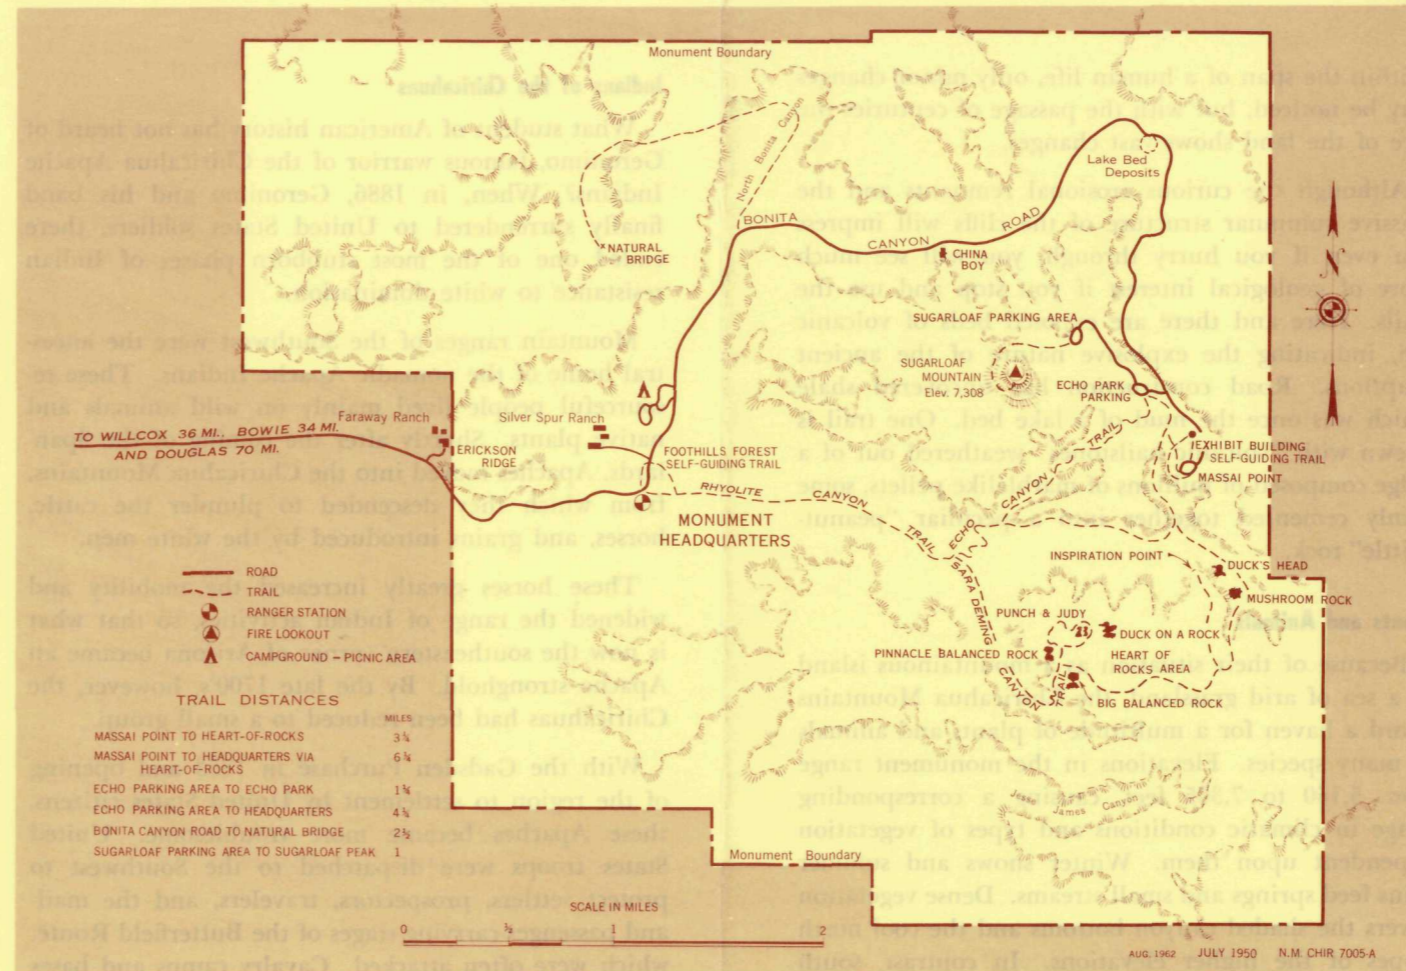 Monument Boundary
North Bonita
Lake Bed
Deposits
BONITA CANYON ROAD
NATURAL
BRIDGE
CHINA
BOY
N
SUGARLOAF PARKING AREA
SUGARLOAF
MOUNTAIN
Elev. 7,308
ECHO PARK
PARKING
Faraway Ranch
Silver Spur Ranch
TO WILLCOX 36 MI., BOWIE 34 MI.
AND DOUGLAS 70 MI.
ERICKSON
RIDGE
FOOTHILLS FOREST
SELF-GUIDING TRAIL
EXHIBIT BUILDING
SELF-GUIDING TRAIL
MASSAI POINT
RHYOLITE CANYON TRAIL
ECHO CANYON TRAIL
MONUMENT
HEADQUARTERS
INSPIRATION POINT
DUCK'S HEAD
MUSHROOM ROCK
SARA DEMING CANYON TRAIL
PUNCH & JUDY
DUCK ON A ROCK
PINNACLE BALANCED ROCK
HEART OF
ROCKS AREA
BIG BALANCED ROCK
Jesse James Canyon
ROAD
TRAIL
RANGER STATION
FIRE LOOKOUT
CAMPGROUND – PICNIC AREA
TRAIL DISTANCES
MILES
MASSAI POINT TO HEART-OF-ROCKS
MASSAI POINT TO HEADQUARTERS VIA
HEART-OF-ROCKS
ECHO PARKING AREA TO ECHO PARK
ECHO PARKING AREA TO HEADQUARTERS
BONITA CANYON ROAD TO NATURAL BRIDGE
SUGARLOAF PARKING AREA TO SUGARLOAF PEAK 1
Monument Boundary
SCALE IN MILES
0 ½ 1 2
AUG. 1962 JULY 1950 N.M. CHIR 7005-A